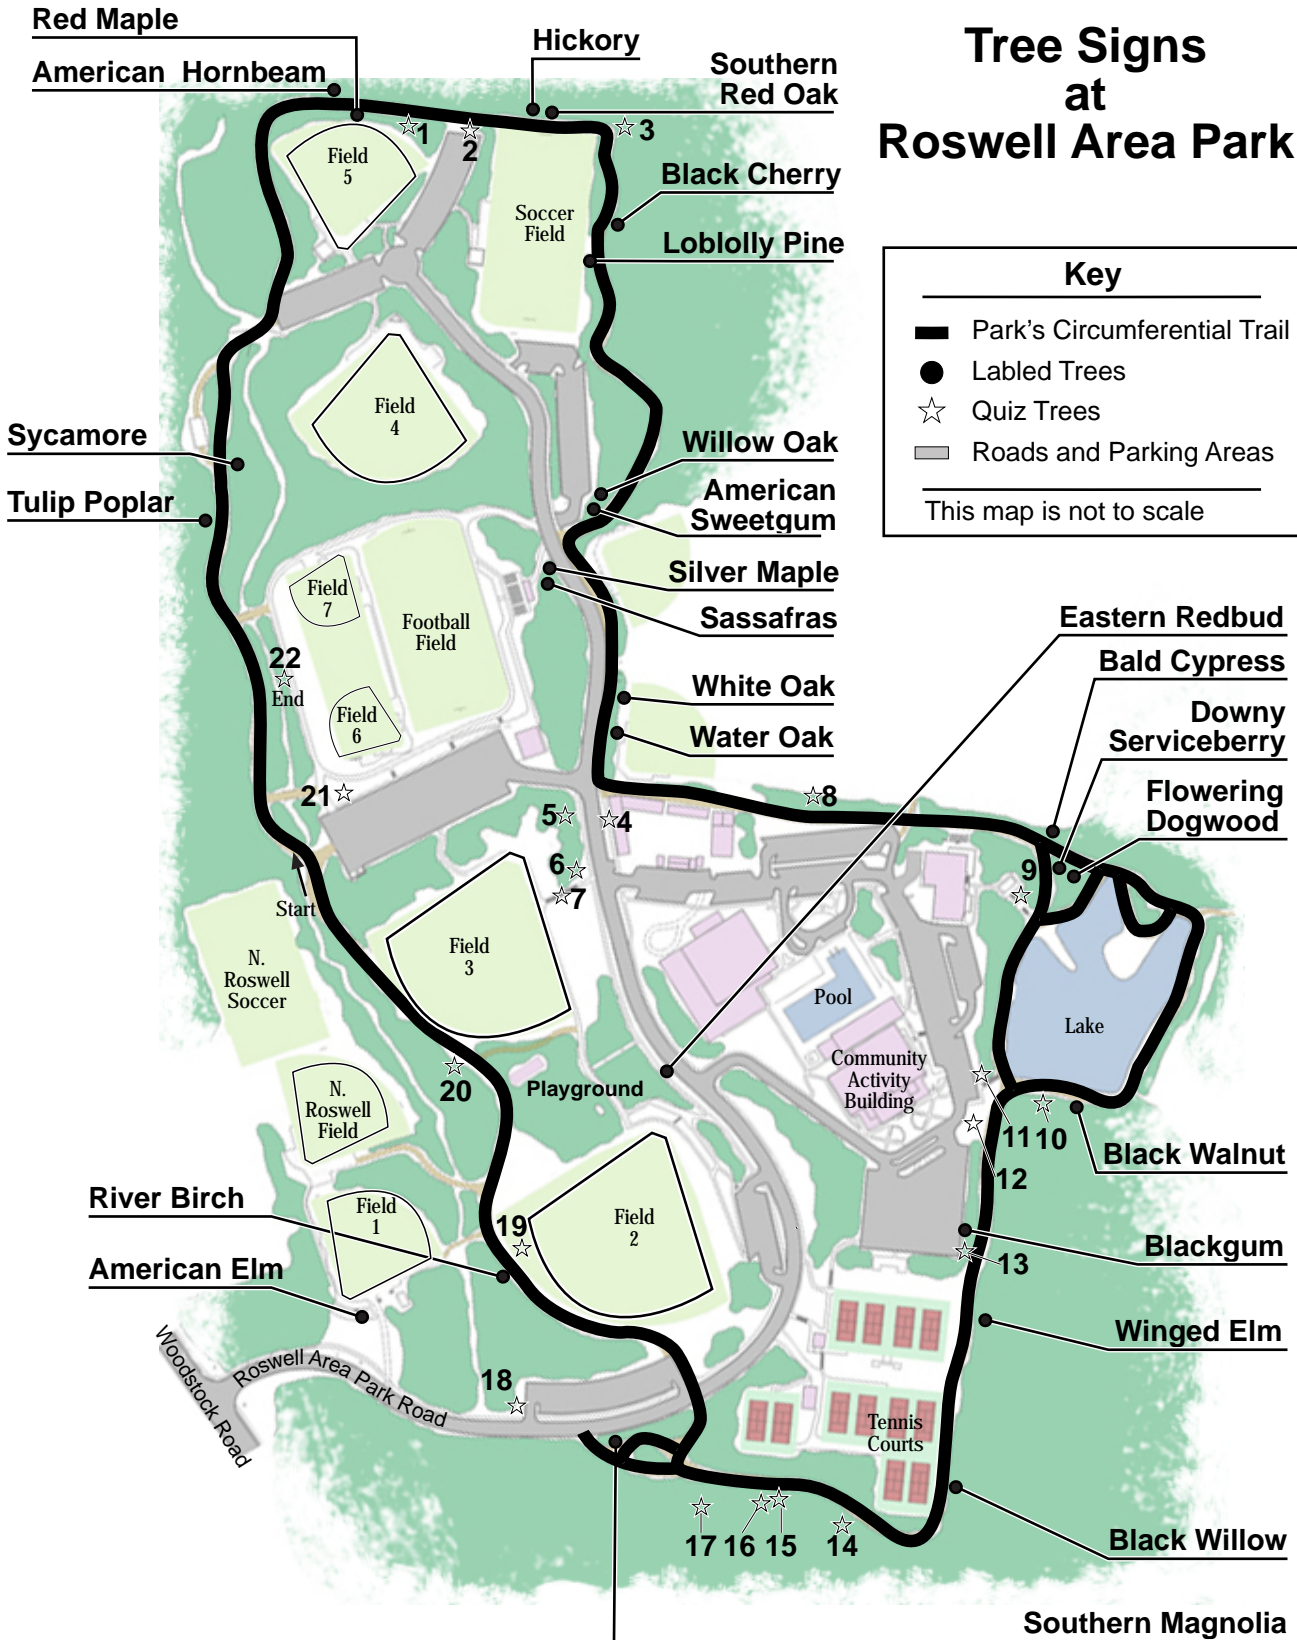 Tree Signs
at
Roswell Area Park
Red Maple
American Hornbeam
Hickory
Southern
Red Oak
1
2
3
Field
5
Soccer
Field
Black Cherry
Loblolly Pine
Key
Park's Circumferential Trail
Labled Trees
Quiz Trees
Roads and Parking Areas
This map is not to scale
Field
4
Sycamore
Tulip Poplar
Willow Oak
American
Sweetgum
Silver Maple
Sassafras
Field
7
Football
Field
22
End
Field
6
White Oak
Water Oak
Eastern Redbud
Bald Cypress
Downy
Serviceberry
Flowering
Dogwood
21
5
4
8
6
7
9
Start
Field
3
N.
Roswell
Soccer
Pool
Lake
Community
Activity
Building
Playground
20
N.
Roswell
Field
11
10
12
Black Walnut
River Birch
Field
1
19
Field
2
Blackgum
13
American Elm
Winged Elm
Woodstock Road
Roswell Area Park Road
18
Tennis
Courts
17
16
15
14
Black Willow
Southern Magnolia